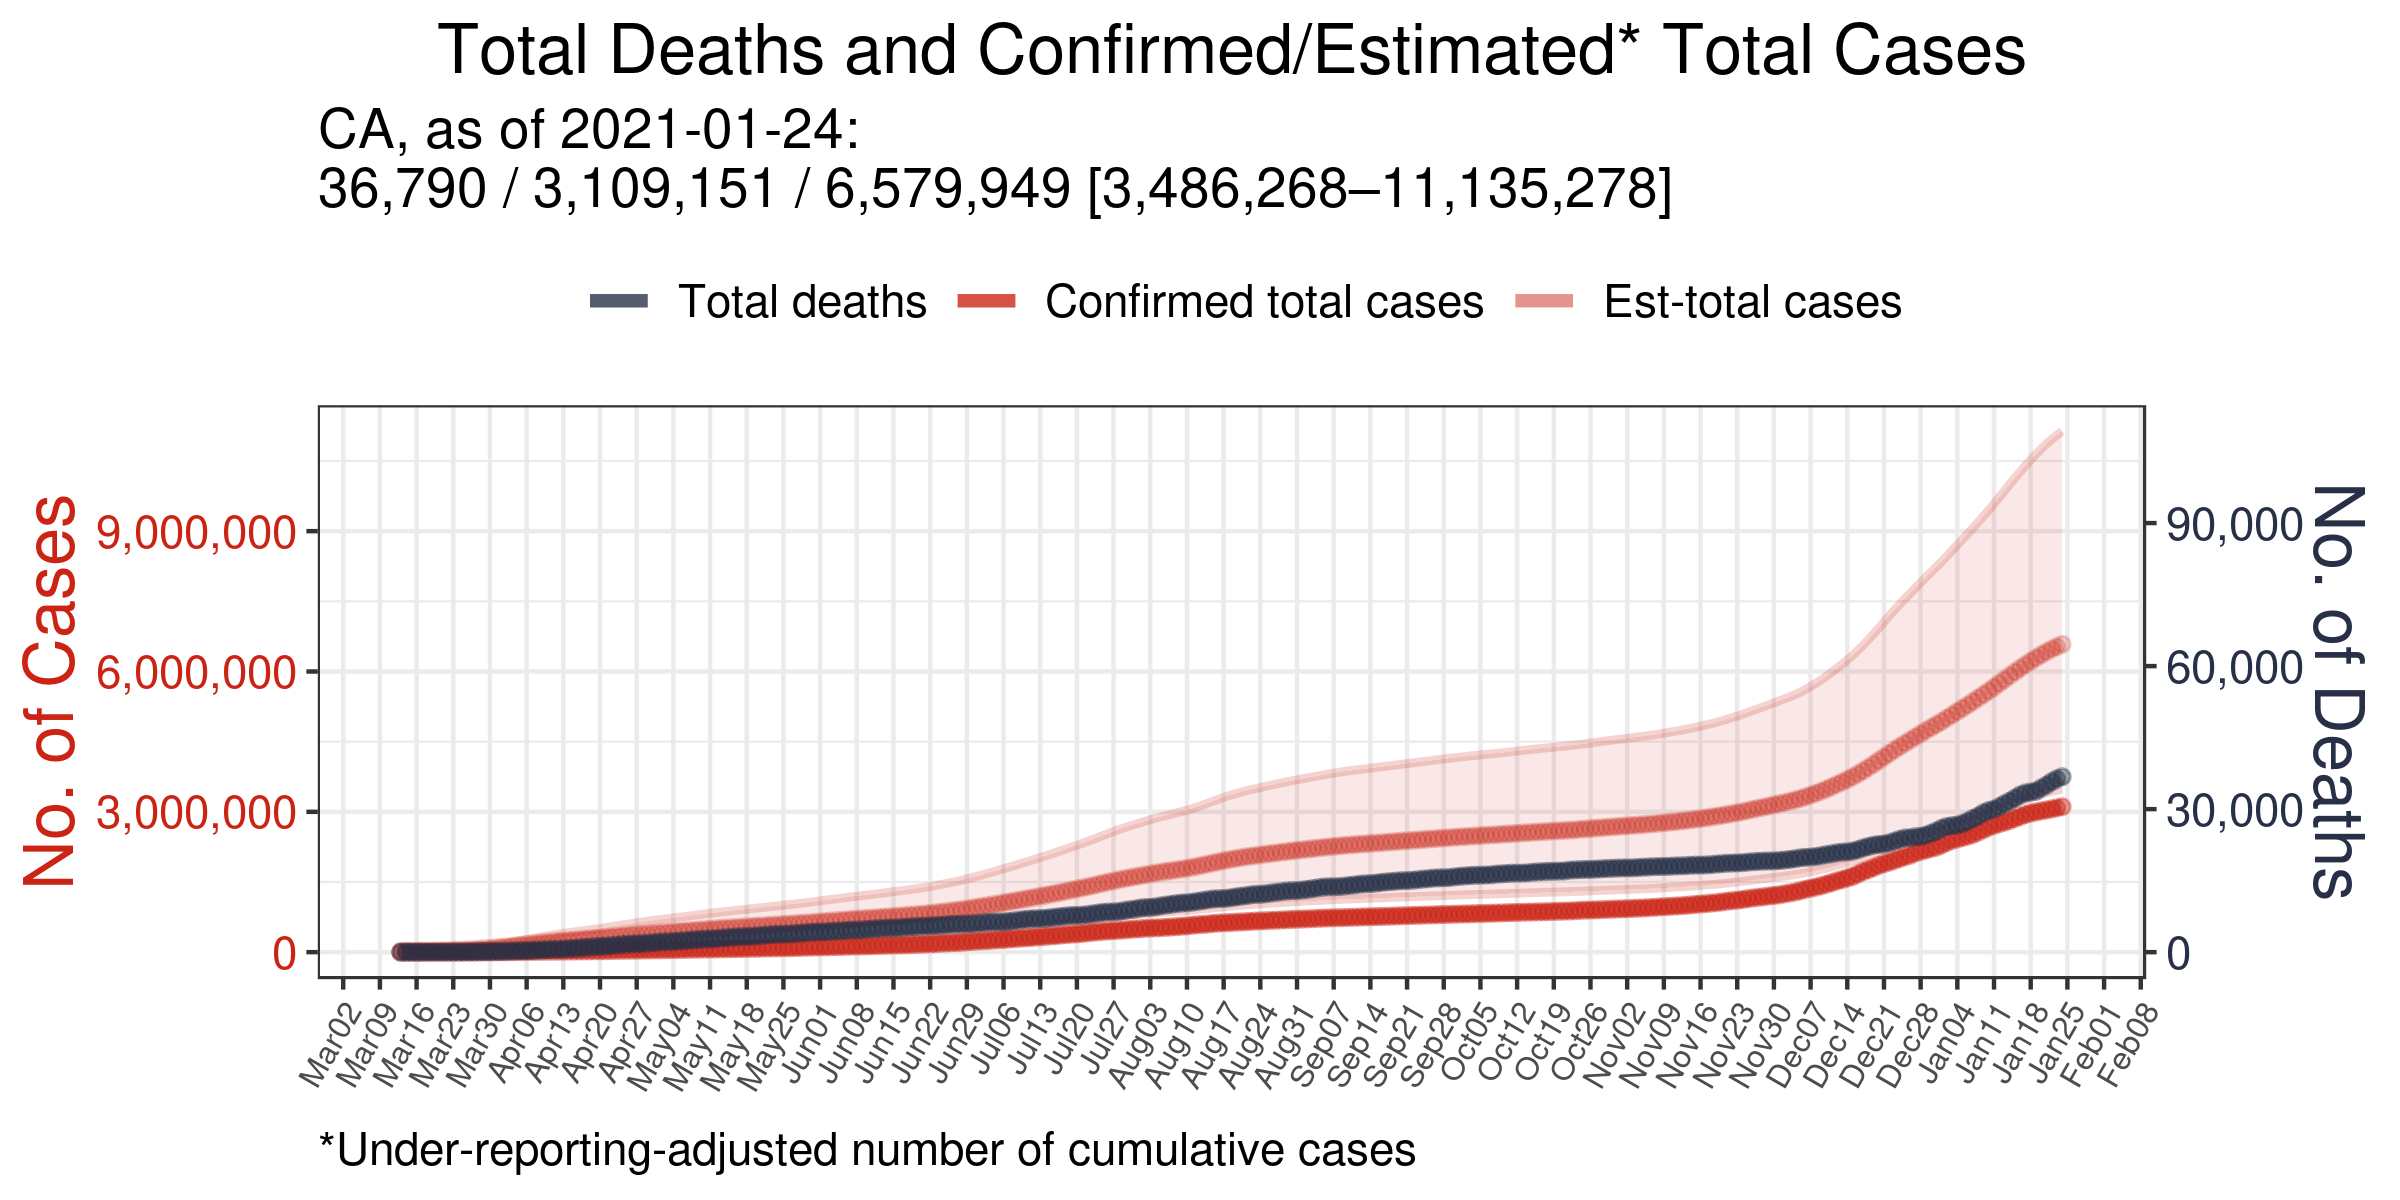 Total Deaths and Confirmed/Estimated* Total Cases
CA, as of 2021-01-24:
36,790 / 3,109,151 / 6,579,949 [3,486,268–11,135,278]
Total deaths
Confirmed total cases
Est-total cases
No. of Cases
9,000,000
6,000,000
3,000,000
0
90,000
60,000
30,000
0
No. of Deaths
Mar02
Mar09
Mar16
Mar23
Mar30
Apr06
Apr13
Apr20
Apr27
May04
May11
May18
May25
Jun01
Jun08
Jun15
Jun22
Jun29
Jul06
Jul13
Jul20
Jul27
Aug03
Aug10
Aug17
Aug24
Aug31
Sep07
Sep14
Sep21
Sep28
Oct05
Oct12
Oct19
Oct26
Nov02
Nov09
Nov16
Nov23
Nov30
Dec07
Dec14
Dec21
Dec28
Jan04
Jan11
Jan18
Jan25
Feb01
Feb08
*Under-reporting-adjusted number of cumulative cases